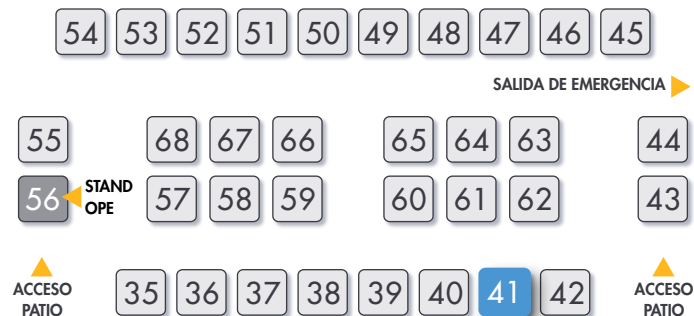 54 53 52 51 50 49 48 47 46 45
SALIDA DE EMERGENCIA
55 68 67 66 65 64 63 44
56 STAND OPE 57 58 59 60 61 62 43
ACCESO PATIO
35 36 37 38 39 40 41 42
ACCESO PATIO